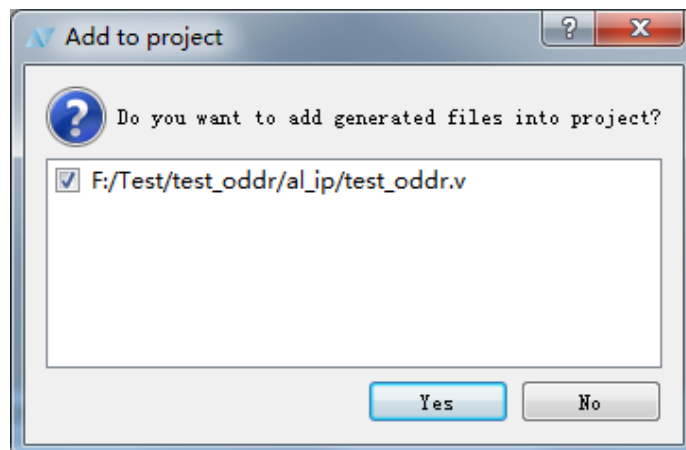 Add to project
Do you want to add generated files into project?
F:/Test/test_oddr/al_ip/test_oddr.v
Yes
No